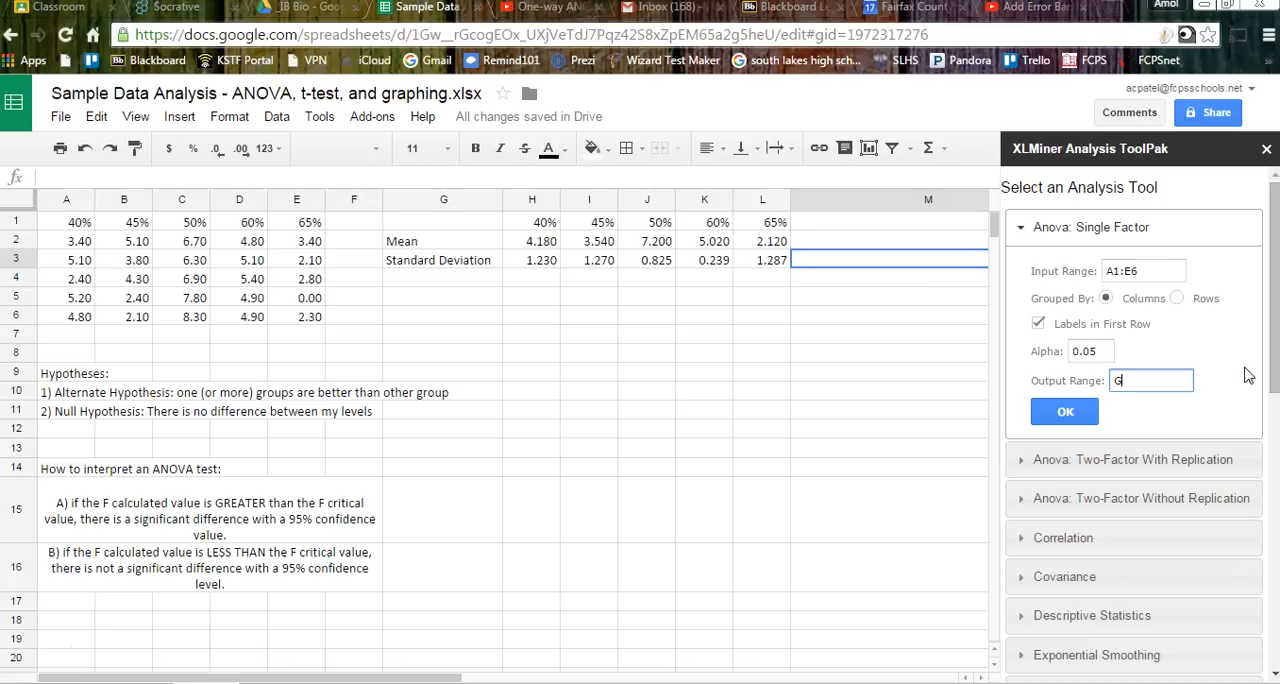 Classroom Socrative _IB Bio - Goo Sample Data One-way AN Inbox (168) - Blackboard L Fairfax Count Add Error Bar Amol
https://docs.google.com/spreadsheets/d/1Gw__rGccgEOx_UXjVeTdJ7Pqz42S8xZpEM65a2g5heU/edit#gid=1972317276
Apps Blackboard KSTF Portal VPN iCloud Gmail Remind101 Prezi Wizard Test Maker south lakes high sch... SLHS Pandora Trello FCPS FCPSnet
Sample Data Analysis - ANOVA, t-test, and graphing.xlsx
acpatel@fcpsschools.net
File Edit View Insert Format Data Tools Add-ons Help All changes saved in Drive
Comments Share
$ % .0 .00 123 11 B I S A
XLMiner Analysis ToolPak
fx
Select an Analysis Tool
A B C D E F G H I J K L M
1 40% 45% 50% 60% 65% 40% 45% 50% 60% 65%
2 3.40 5.10 6.70 4.80 3.40 Mean 4.180 3.540 7.200 5.020 2.120
3 5.10 3.80 6.30 5.10 2.10 Standard Deviation 1.230 1.270 0.825 0.239 1.287
4 2.40 4.30 6.90 5.40 2.80
5 5.20 2.40 7.80 4.90 0.00
6 4.80 2.10 8.30 4.90 2.30
7
8
9 Hypotheses:
10 1) Alternate Hypothesis: one (or more) groups are better than other group
11 2) Null Hypothesis: There is no difference between my levels
12
13
14 How to interpret an ANOVA test:
15 A) if the F calculated value is GREATER than the F critical
value, there is a significant difference with a 95% confidence
value.
16 B) if the F calculated value is LESS THAN the F critical value,
there is not a significant difference with a 95% confidence
level.
17
18
19
20
Anova: Single Factor
Input Range: A1:E6
Grouped By: Columns Rows
Labels in First Row
Alpha: 0.05
Output Range: G
OK
Anova: Two-Factor With Replication
Anova: Two-Factor Without Replication
Correlation
Covariance
Descriptive Statistics
Exponential Smoothing